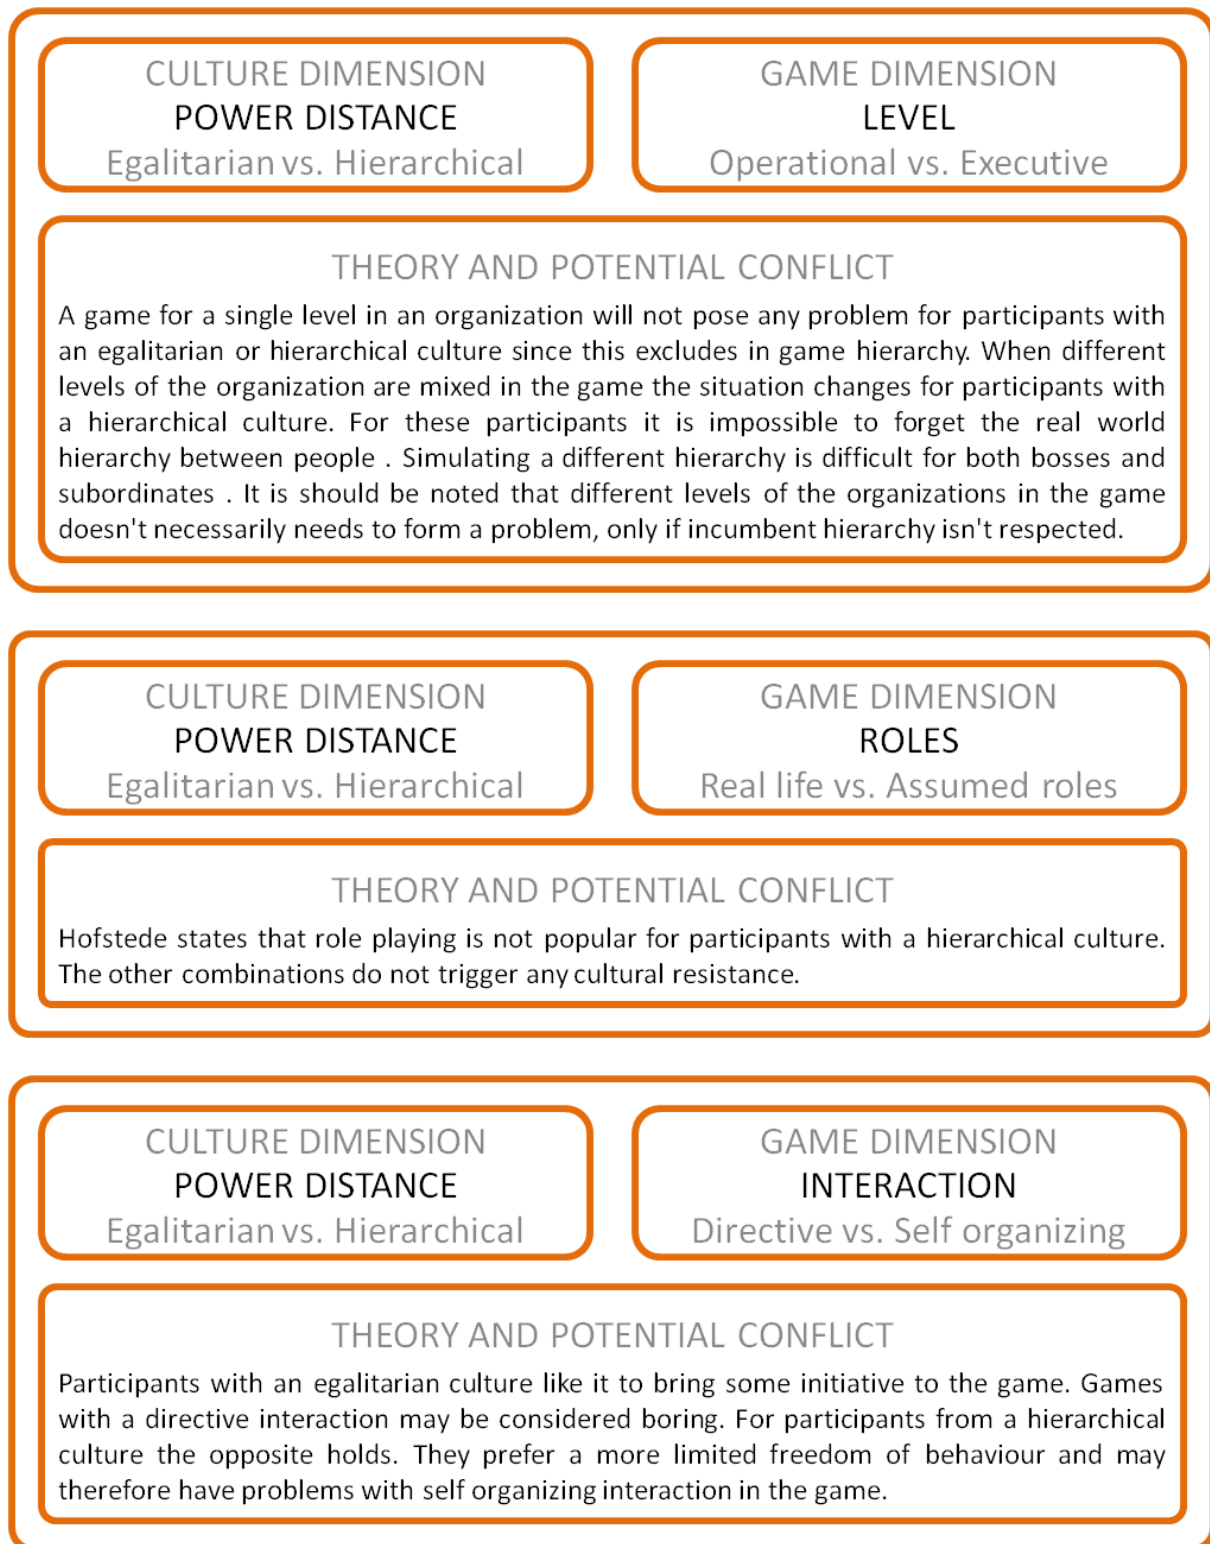 CULTURE DIMENSION
POWER DISTANCE
Egalitarian vs. Hierarchical
GAME DIMENSION
LEVEL
Operational vs. Executive
THEORY AND POTENTIAL CONFLICT
A game for a single level in an organization will not pose any problem for participants with
an egalitarian or hierarchical culture since this excludes in game hierarchy. When different
levels of the organization are mixed in the game the situation changes for participants with
a hierarchical culture. For these participants it is impossible to forget the real world
hierarchy between people . Simulating a different hierarchy is difficult for both bosses and
subordinates . It is should be noted that different levels of the organizations in the game
doesn't necessarily needs to form a problem, only if incumbent hierarchy isn't respected.
CULTURE DIMENSION
POWER DISTANCE
Egalitarian vs. Hierarchical
GAME DIMENSION
ROLES
Real life vs. Assumed roles
THEORY AND POTENTIAL CONFLICT
Hofstede states that role playing is not popular for participants with a hierarchical culture.
The other combinations do not trigger any cultural resistance.
CULTURE DIMENSION
POWER DISTANCE
Egalitarian vs. Hierarchical
GAME DIMENSION
INTERACTION
Directive vs. Self organizing
THEORY AND POTENTIAL CONFLICT
Participants with an egalitarian culture like it to bring some initiative to the game. Games
with a directive interaction may be considered boring. For participants from a hierarchical
culture the opposite holds. They prefer a more limited freedom of behaviour and may
therefore have problems with self organizing interaction in the game.